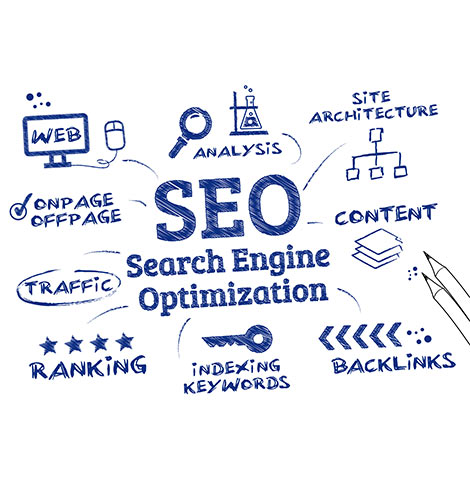 WEB
ANALYSIS
SITE
ARCHITECTURE
ONPAGE
OFFPAGE
SEO
Search Engine
Optimization
CONTENT
TRAFFIC
RANKING
INDEXING
KEYWORDS
BACKLINKS